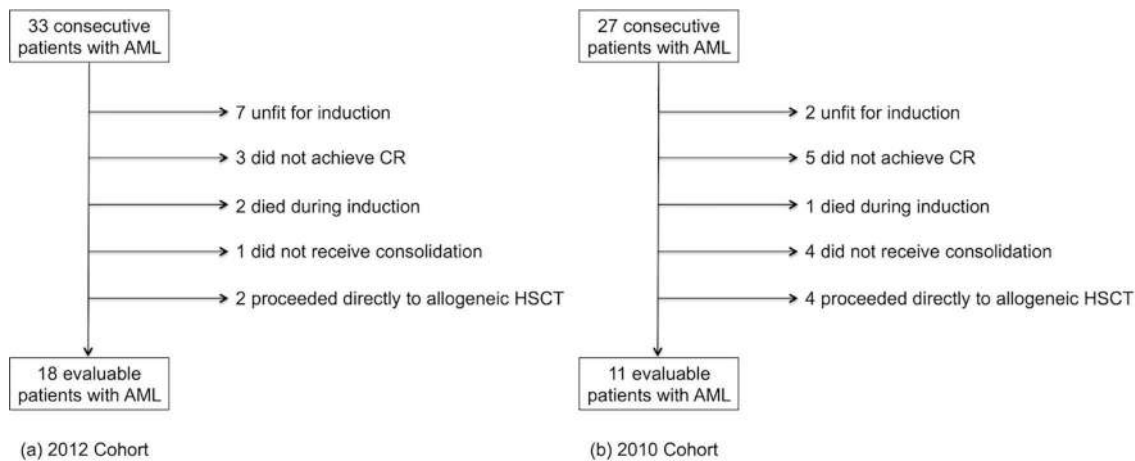 33 consecutive
patients with AML
7 unfit for induction
3 did not achieve CR
2 died during induction
1 did not receive consolidation
2 proceeded directly to allogeneic HSCT
18 evaluable
patients with AML
(a) 2012 Cohort
27 consecutive
patients with AML
2 unfit for induction
5 did not achieve CR
1 died during induction
4 did not receive consolidation
4 proceeded directly to allogeneic HSCT
11 evaluable
patients with AML
(b) 2010 Cohort